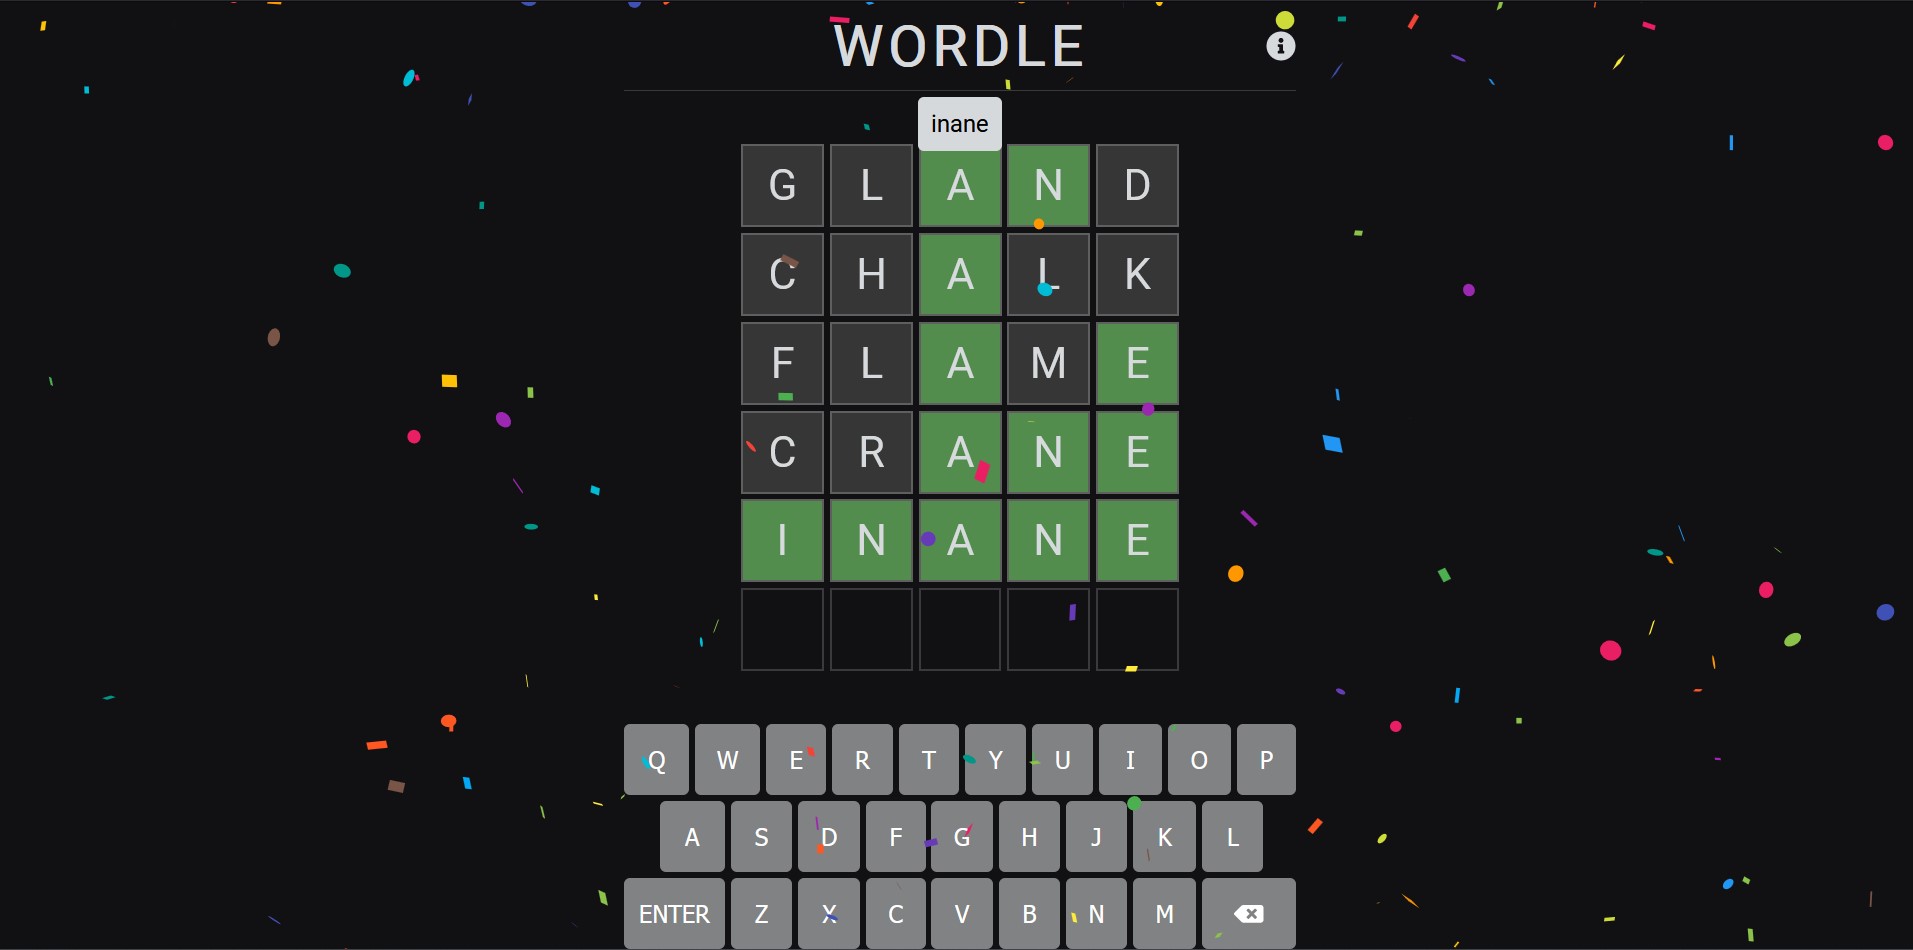 WORDLE
inane
G L A N D
C H A L K
F L A M E
C R A N E
I N A N E
Q W E R T Y U I O P
A S D F G H J K L
ENTER Z X C V B N M